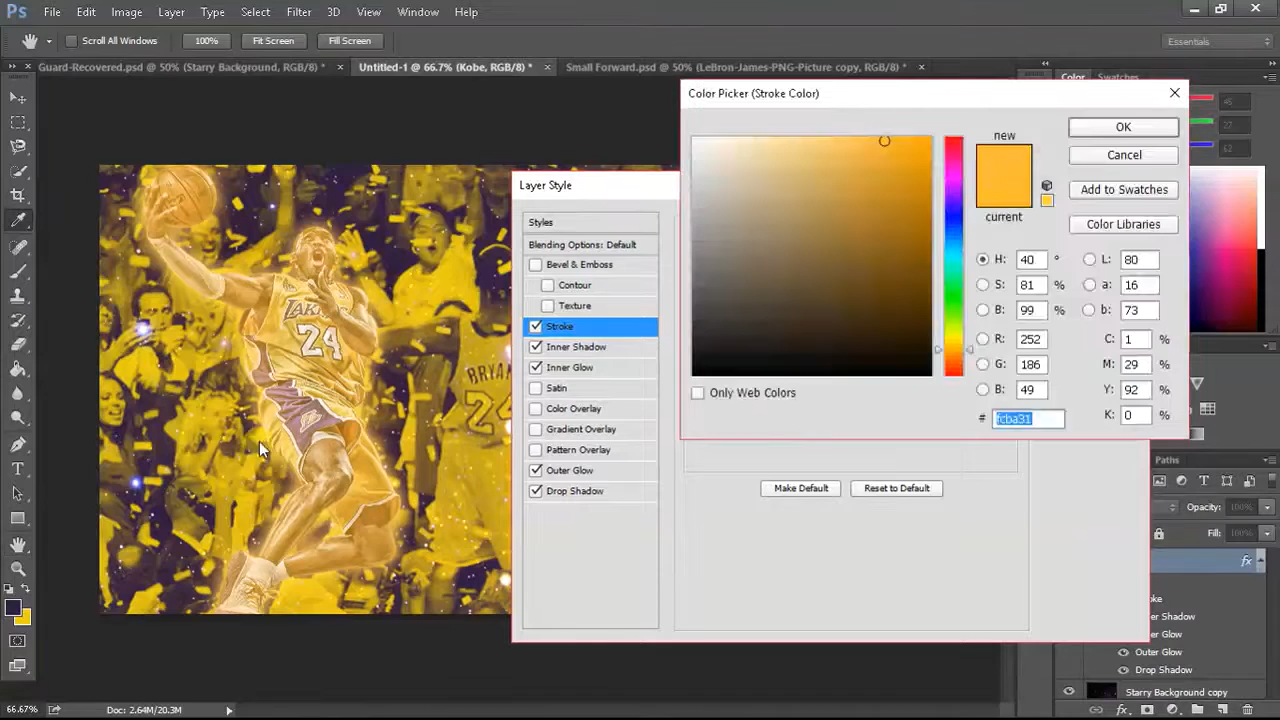 Ps File Edit Image Layer Type Select Filter 3D View Window Help
Scroll All Windows 100% Fit Screen Fill Screen Essentials
Guard-Recovered.psd @ 50% (Starry Background, RGB/8) * × Untitled-1 @ 66.7% (Kobe, RGB/8) * × Small Forward.psd @ 50% (LeBron-James-PNG-Picture copy, RGB/8) * ×
Color Swatches
Color Picker (Stroke Color)
new
current
OK
Cancel
Add to Swatches
Color Libraries
H: 40 °
S: 81 %
B: 99 %
R: 252
G: 186
B: 49
# fcba31
L: 80
a: 16
b: 73
C: 1 %
M: 29 %
Y: 92 %
K: 0 %
Only Web Colors
Layer Style
Styles
Blending Options: Default
Bevel & Emboss
Contour
Texture
Stroke
Inner Shadow
Inner Glow
Satin
Color Overlay
Gradient Overlay
Pattern Overlay
Outer Glow
Drop Shadow
Make Default Reset to Default
LAKERS
24
BRYAN
Paths
Opacity: 100%
Fill: 100%
fx
Outer Glow
Drop Shadow
Starry Background copy
66.67% Doc: 2.64M/20.3M